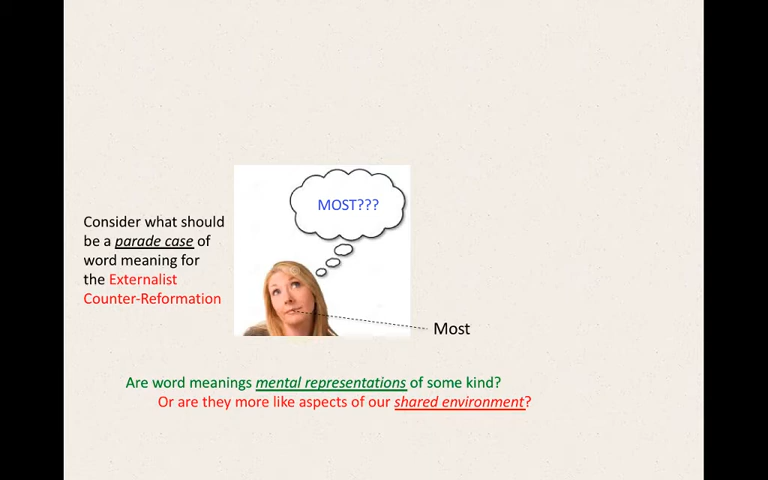 MOST???
Consider what should
be a parade case of
word meaning for
the Externalist
Counter-Reformation
Most
Are word meanings mental representations of some kind?
Or are they more like aspects of our shared environment?